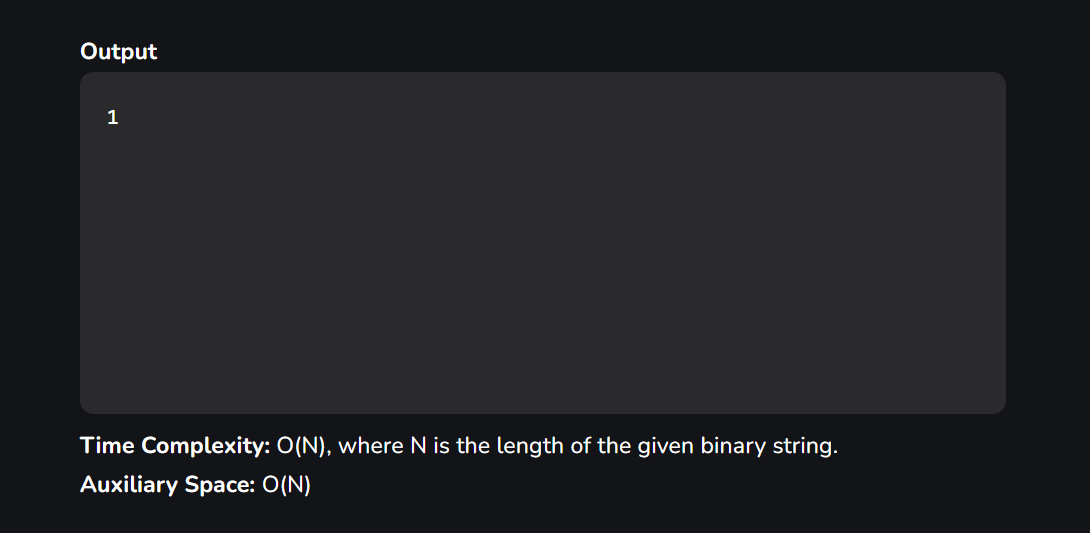 Output
1
Time Complexity: O(N), where N is the length of the given binary string.
Auxiliary Space: O(N)